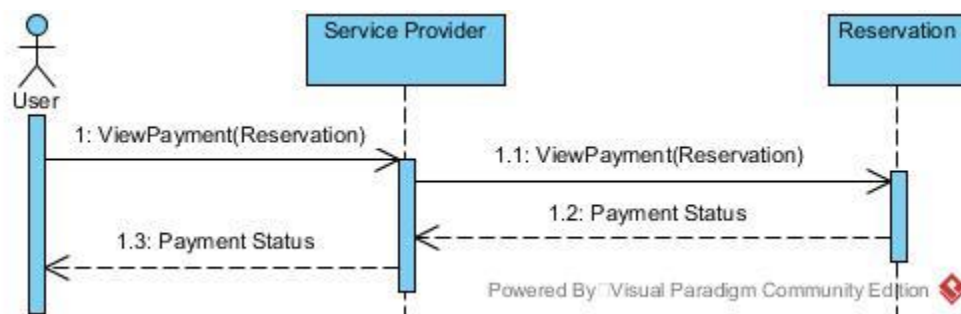 Service Provider
Reservation
User
1: ViewPayment(Reservation)
1.1: ViewPayment(Reservation)
1.2: Payment Status
1.3: Payment Status
Powered By Visual Paradigm Community Edition